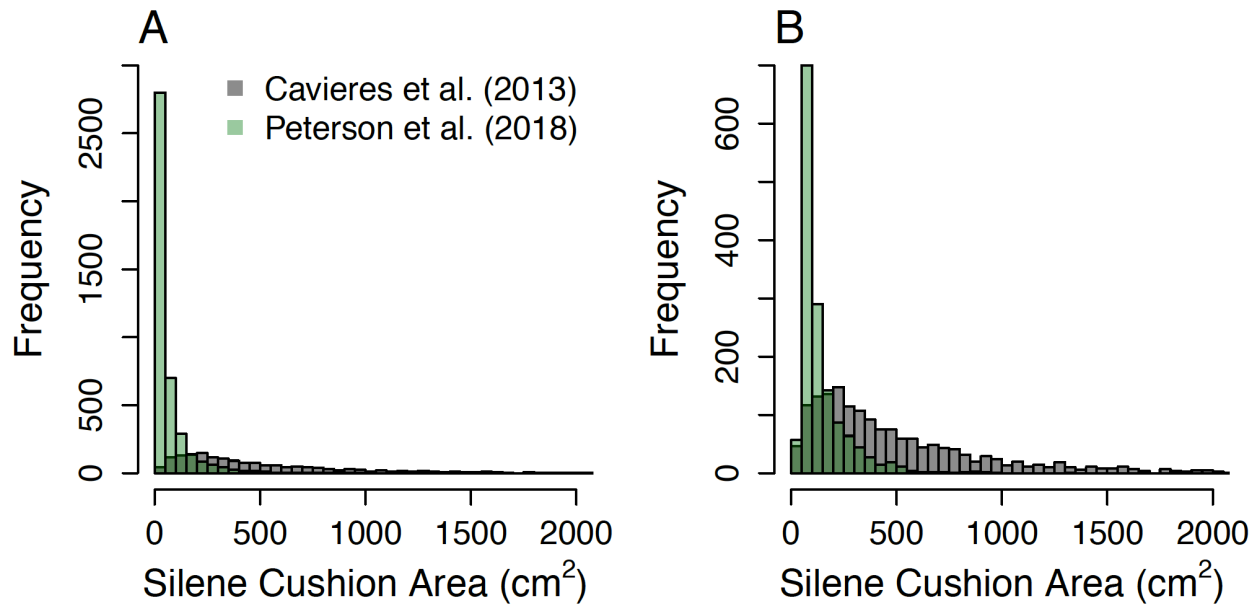 A
Cavieres et al. (2013)
Peterson et al. (2018)
Frequency
0
500
1500
2500
0
500
1000
1500
2000
Silene Cushion Area (cm²)
B
Frequency
0
200
400
600
0
500
1000
1500
2000
Silene Cushion Area (cm²)